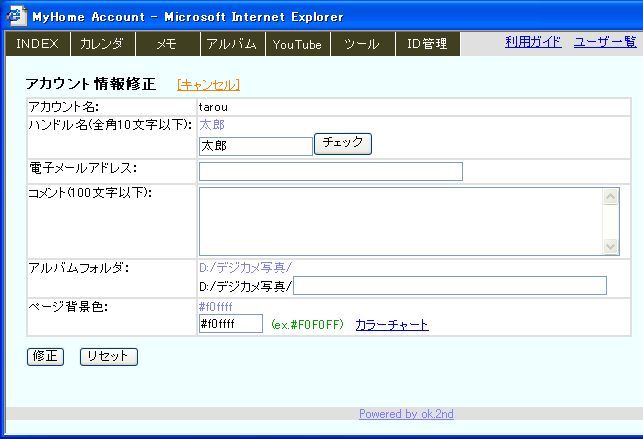 MyHome Account - Microsoft Internet Explorer
INDEX カレンダ メモ アルバム YouTube ツール ID管理 利用ガイド ユーザー覧
アカウント情報修正 [キャンセル]
アカウント名: tarou
ハンドル名(全角10文字以下): 太郎
太郎 チェック
電子メールアドレス:
コメント(100文字以下):
アルバムフォルダ: D:/デジカメ写真/
D:/デジカメ写真/
ページ背景色: #f0ffff
#f0ffff (ex.#F0F0FF) カラーチャート
修正 リセット
Powered by ok.2nd